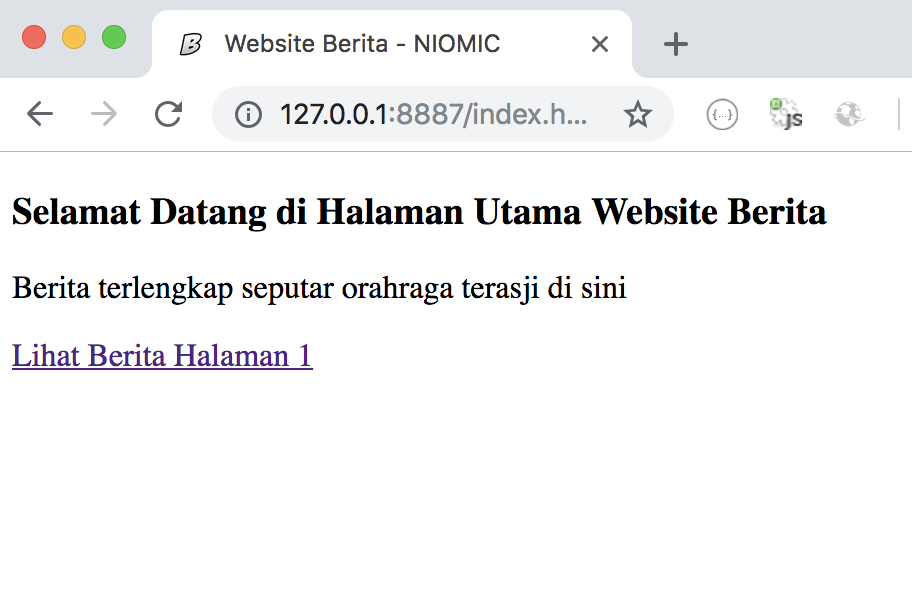 Website Berita - NIOMIC
127.0.0.1:8887/index.h...
{...}
js
Selamat Datang di Halaman Utama Website Berita
Berita terlengkap seputar orahraga terasji di sini
Lihat Berita Halaman 1